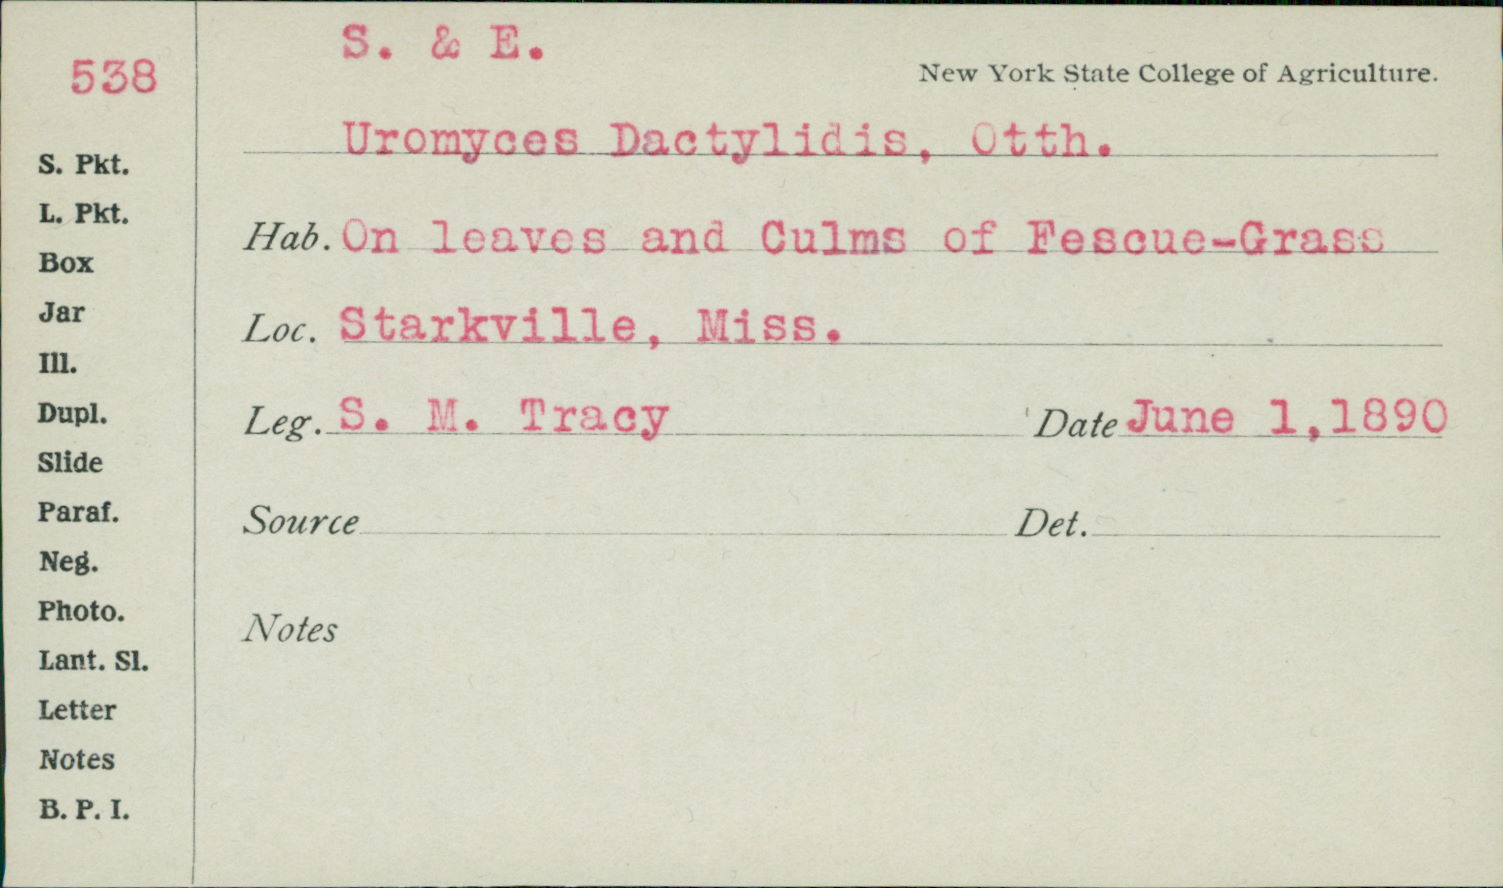 538
S. & E.
New York State College of Agriculture.
Uromyces Dactylidis, Otth.
Hab. On leaves and Culms of Fescue-Grass
Loc. Starkville, Miss.
Leg. S. M. Tracy Date June 1,1890
Source Det.
Notes
S. Pkt.
L. Pkt.
Box
Jar
Ill.
Dupl.
Slide
Paraf.
Neg.
Photo.
Lant. Sl.
Letter
Notes
B. P. I.